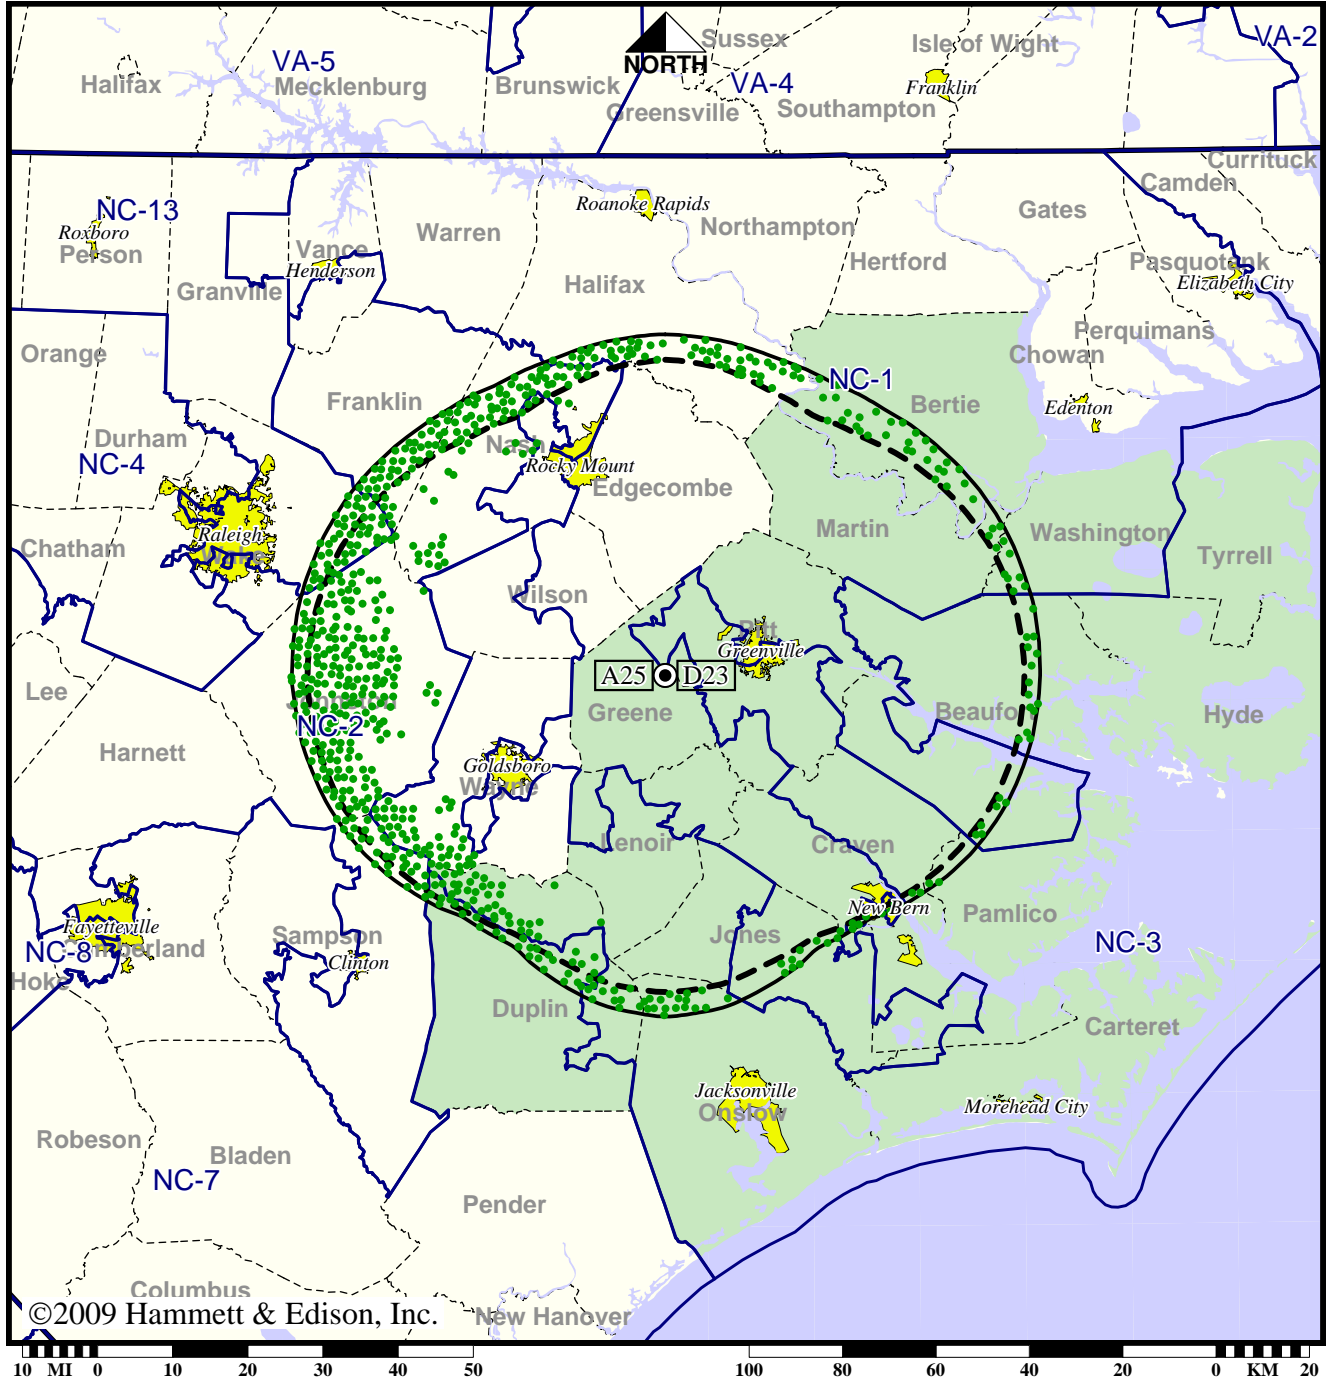 Sussex
Isle of Wight
VA-2
VA-5
NORTH
VA-4
Halifax
Mecklenburg
Brunswick
Franklin
Greensville
Southampton
Currituck
Camden
NC-13
Roanoke Rapids
Gates
Roxboro
Person
Warren
Northampton
Vance
Henderson
Hertford
Pasquotank
Elizabeth City
Granville
Halifax
Perquimans
Orange
Chowan
NC-1
Franklin
Bertie
Edenton
Durham
Nash
NC-4
Rocky Mount
Edgecombe
Martin
Washington
Raleigh
Chatham
Wake
Tyrrell
Wilson
Pitt
Greenville
A25
D23
Lee
Johnston
Greene
Beaufort
Hyde
NC-2
Harnett
Goldsboro
Wayne
Lenoir
Craven
New Bern
Pamlico
Fayetteville
Sampson
Jones
NC-3
NC-8
Cumberland
Clinton
Hoke
Duplin
Carteret
Jacksonville
Onslow
Morehead City
Robeson
Bladen
NC-7
Pender
Columbus
©2009 Hammett & Edison, Inc.
New Hanover
10 MI 0 10 20 30 40 50
100 80 60 40 20 0 KM 20